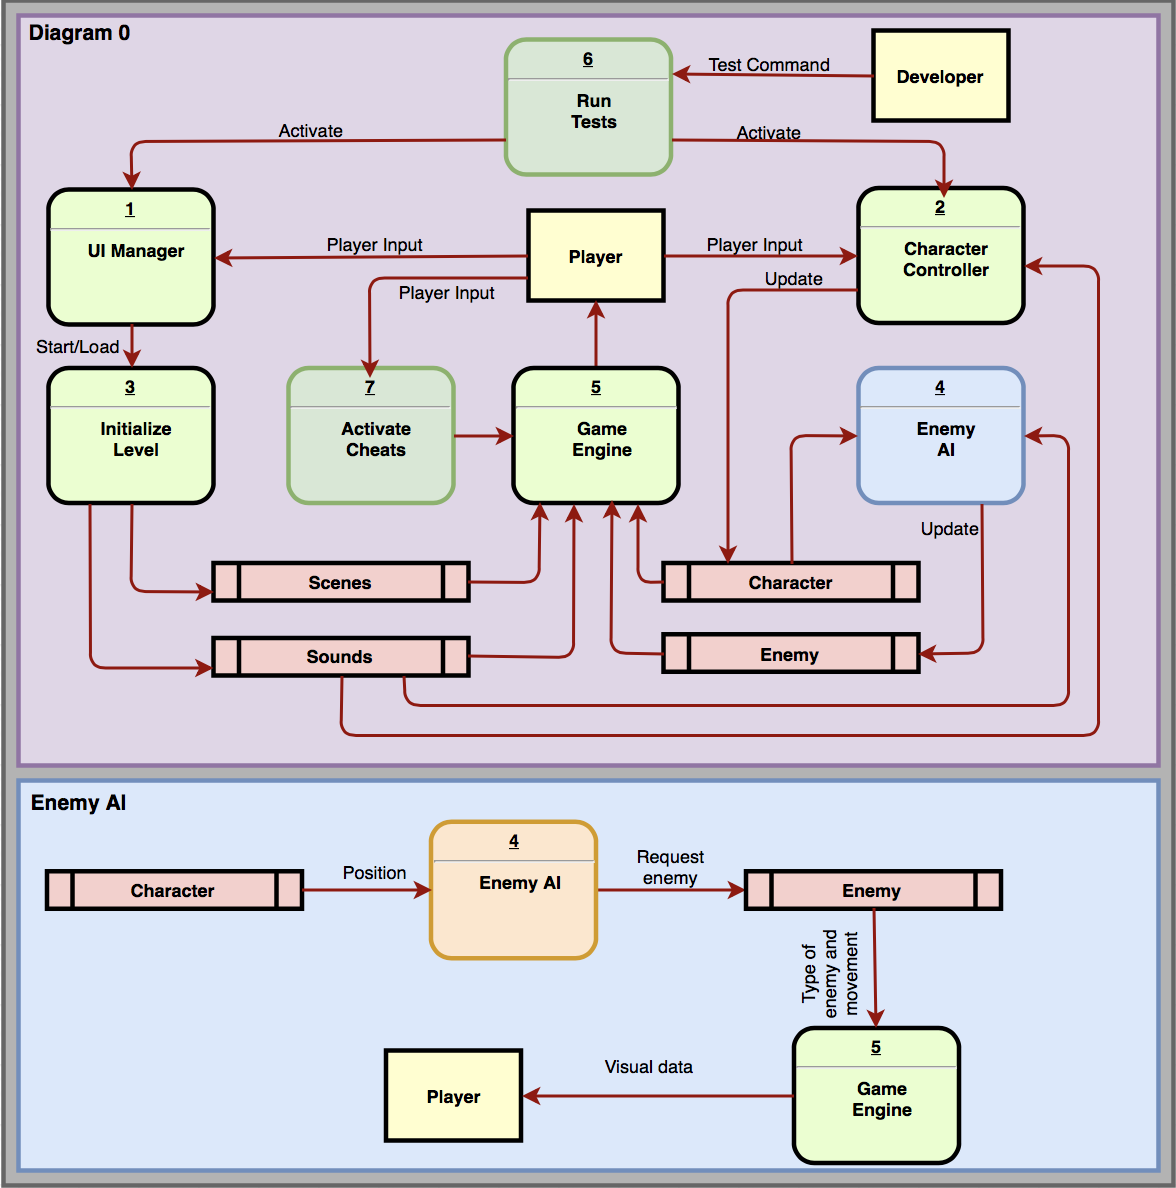 Diagram 0
6
Run
Tests
Test Command
Developer
Activate
Activate
1
UI Manager
Player Input
Player
Player Input
2
Character
Controller
Player Input
Update
Start/Load
3
Initialize
Level
7
Activate
Cheats
5
Game
Engine
4
Enemy
AI
Update
Scenes
Character
Sounds
Enemy
Enemy AI
Character
Position
4
Enemy AI
Request
enemy
Enemy
Type of
enemy and
movement
5
Game
Engine
Visual data
Player